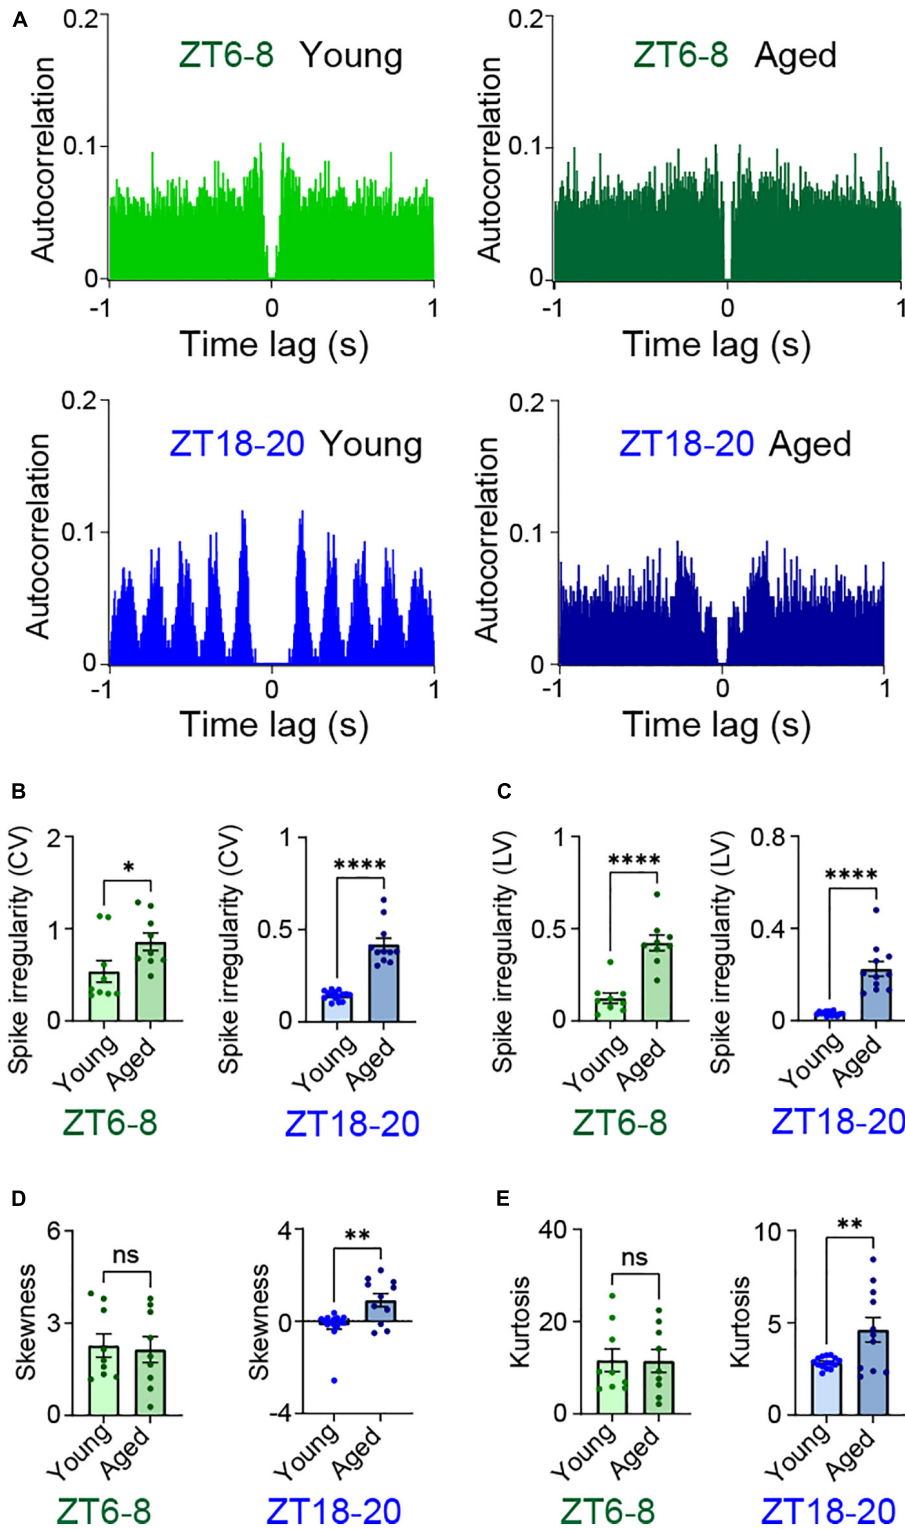 A
ZT6-8 Young
0.2
0.1
0
Autocorrelation
-1 0 1
Time lag (s)
ZT6-8 Aged
0.2
0.1
0
Autocorrelation
-1 0 1
Time lag (s)
ZT18-20 Young
0.2
0.1
0
Autocorrelation
-1 0 1
Time lag (s)
ZT18-20 Aged
0.2
0.1
0
Autocorrelation
-1 0 1
Time lag (s)
B
Spike irregularity (CV)
2
1
0
*
Young
Aged
ZT6-8
Spike irregularity (CV)
1
0.5
0
****
Young
Aged
ZT18-20
C
Spike irregularity (LV)
1
0.5
0
****
Young
Aged
ZT6-8
Spike irregularity (LV)
0.8
0.4
0
****
Young
Aged
ZT18-20
D
Skewness
6
3
0
ns
Young
Aged
ZT6-8
Skewness
4
0
-4
**
Young
Aged
ZT18-20
E
Kurtosis
40
20
0
ns
Young
Aged
ZT6-8
Kurtosis
10
5
0
**
Young
Aged
ZT18-20